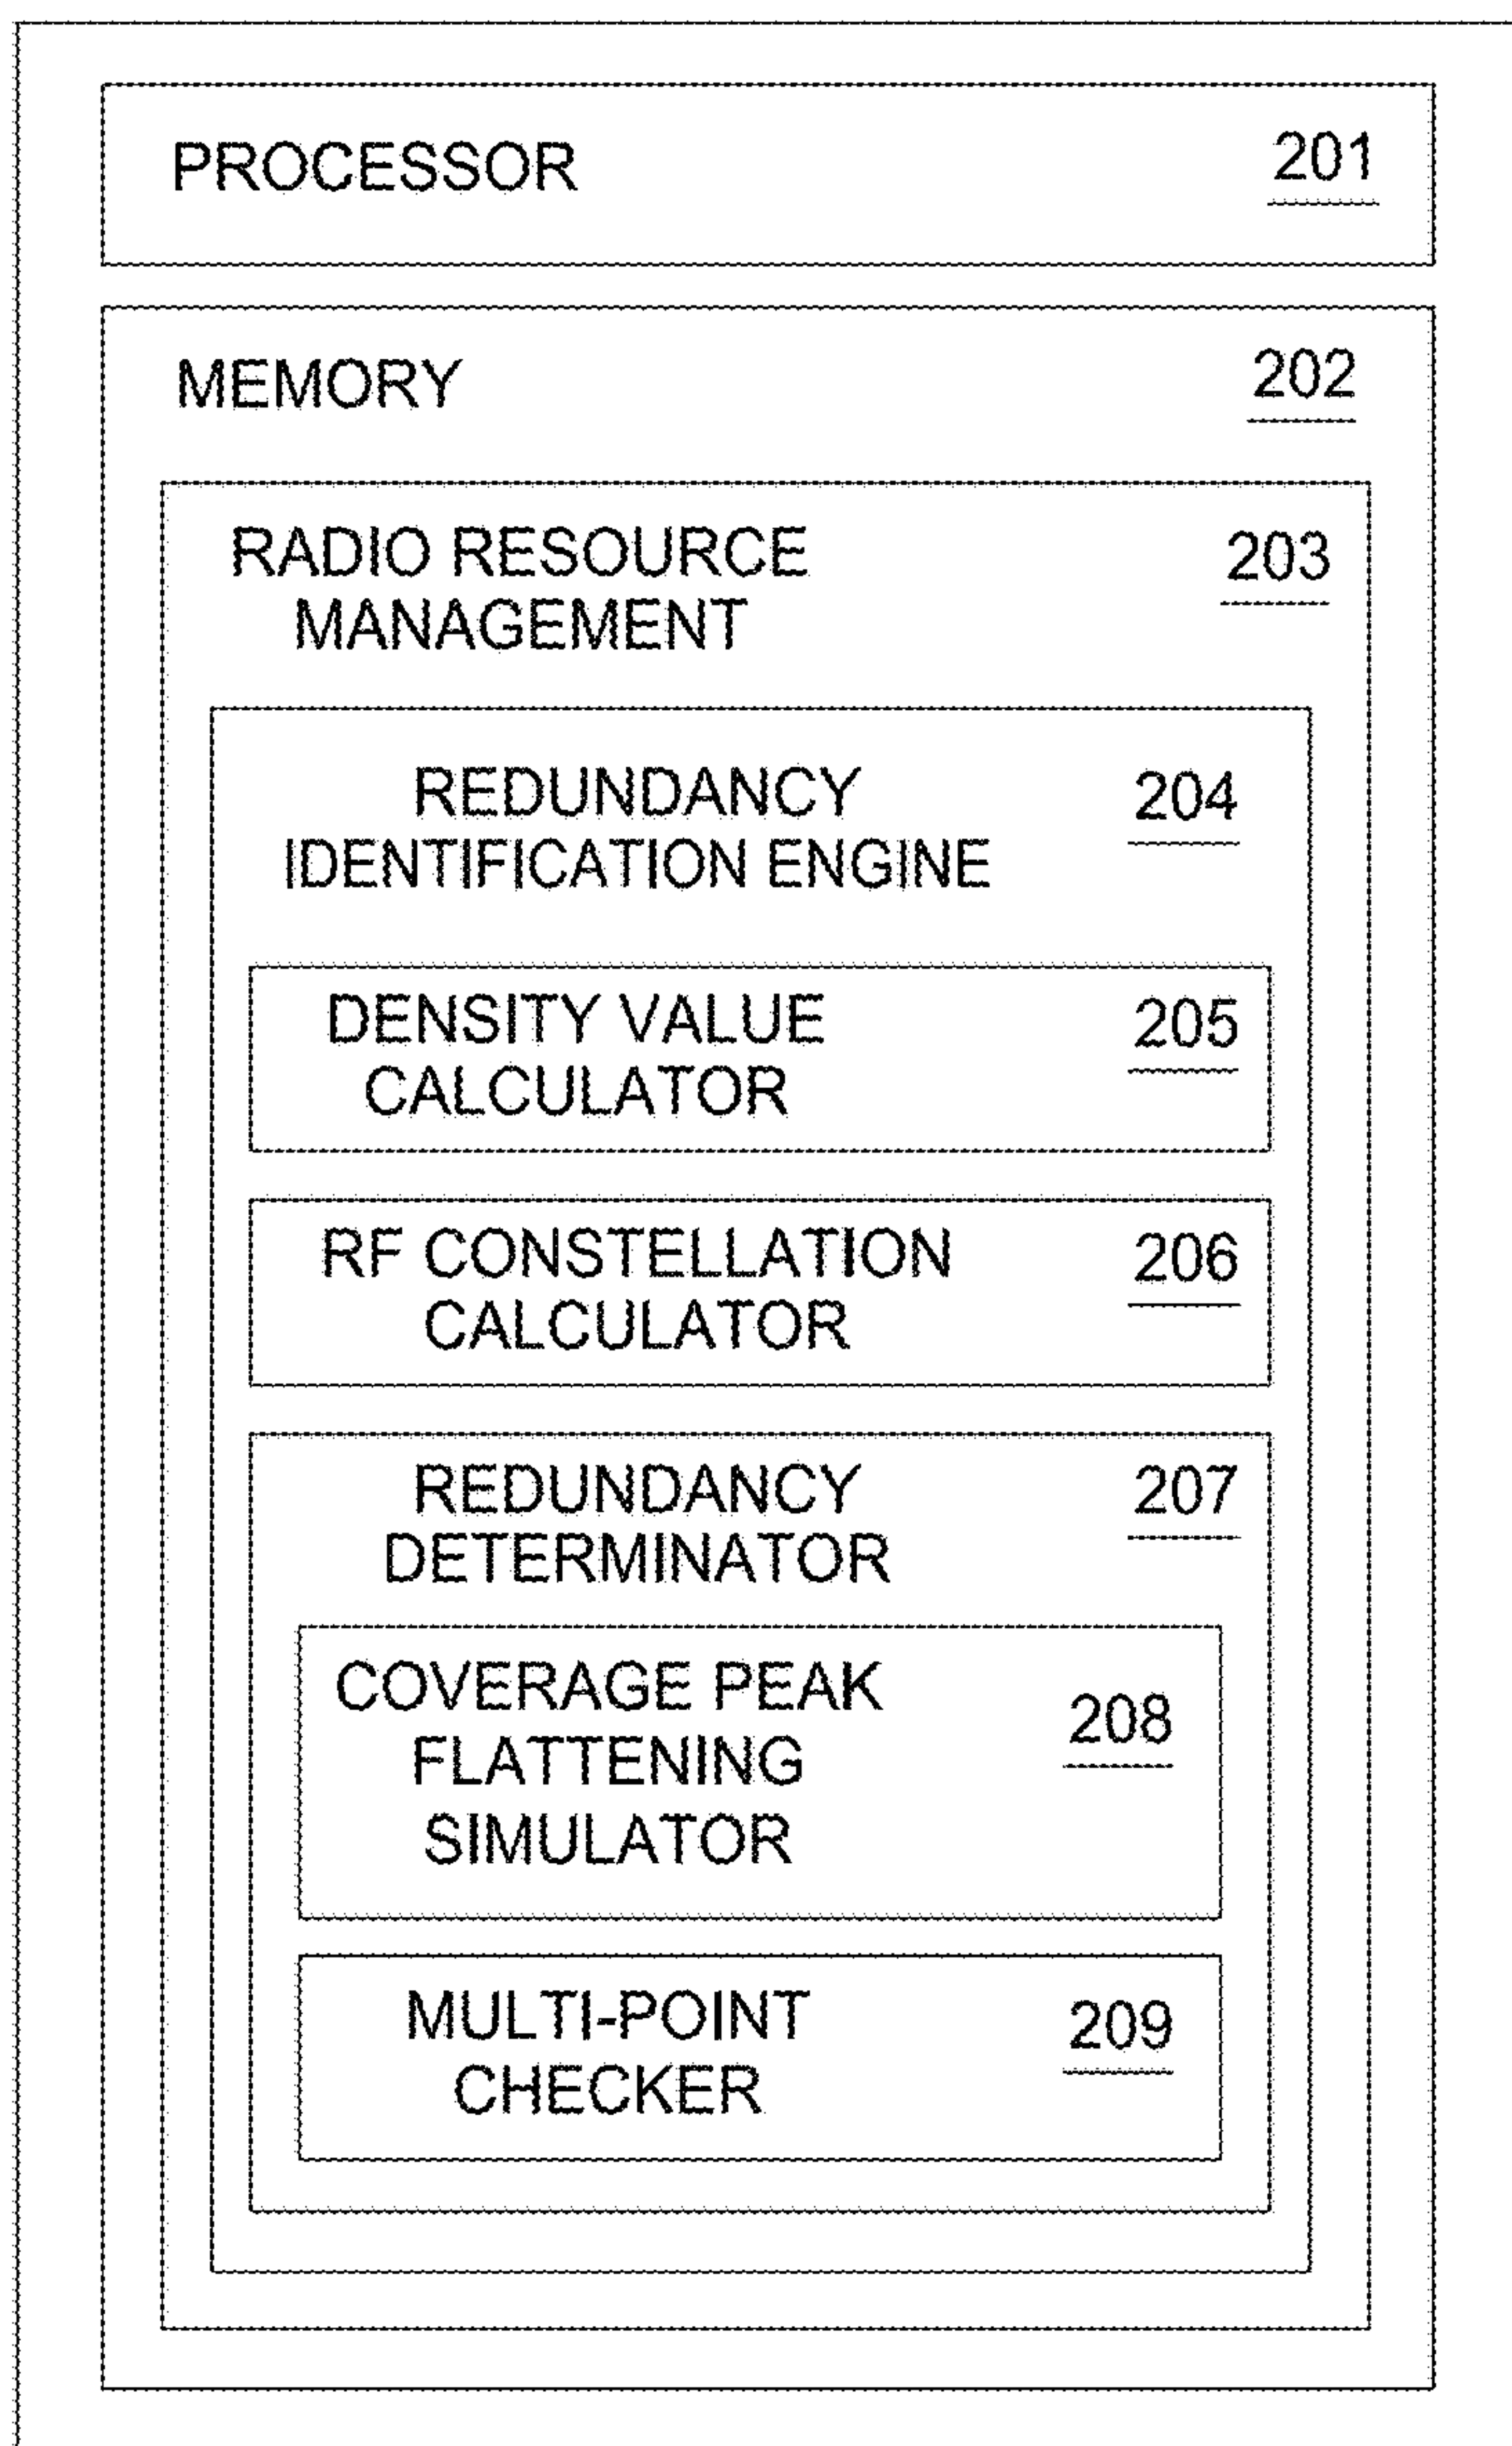 PROCESSOR 201
MEMORY 202
RADIO RESOURCE 203
MANAGEMENT
REDUNDANCY 204
IDENTIFICATION ENGINE
DENSITY VALUE 205
CALCULATOR
RF CONSTELLATION 206
CALCULATOR
REDUNDANCY 207
DETERMINATOR
COVERAGE PEAK 208
FLATTENING
SIMULATOR
MULTI-POINT 209
CHECKER